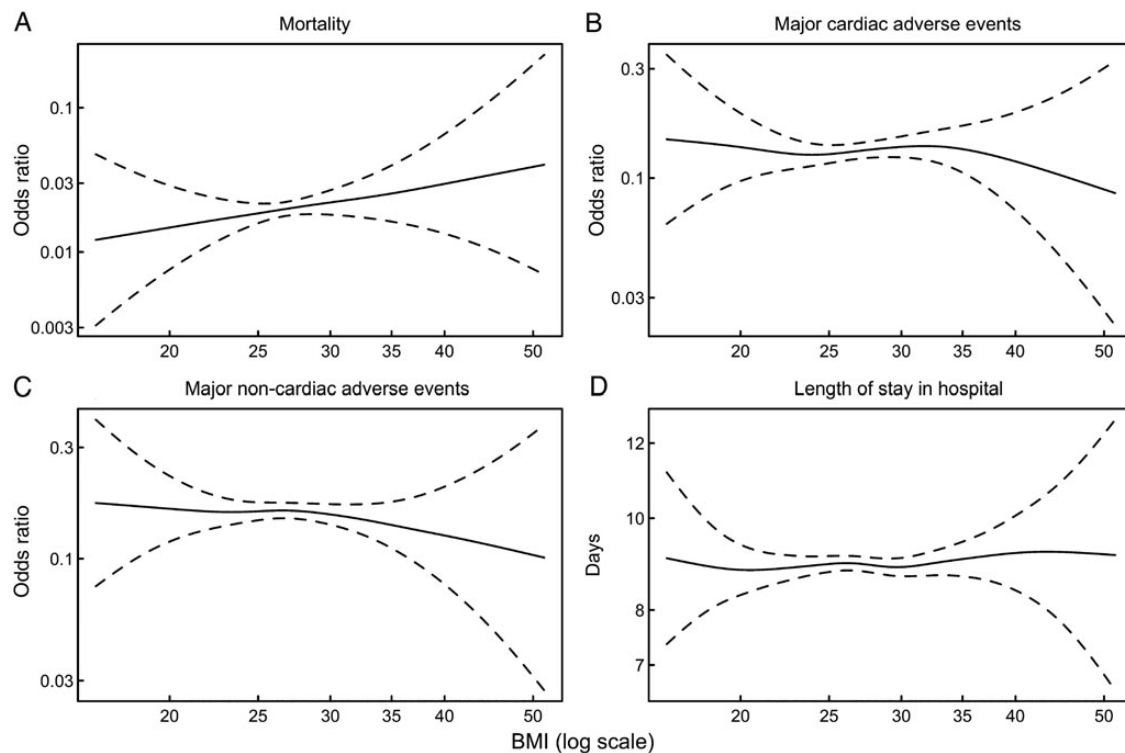 A
Mortality
Odds ratio
0.1
0.03
0.01
0.003
20 25 30 35 40 50
B
Major cardiac adverse events
Odds ratio
0.3
0.1
0.03
20 25 30 35 40 50
C
Major non-cardiac adverse events
Odds ratio
0.3
0.1
0.03
20 25 30 35 40 50
D
Length of stay in hospital
Days
12
10
8
7
20 25 30 35 40 50
BMI (log scale)